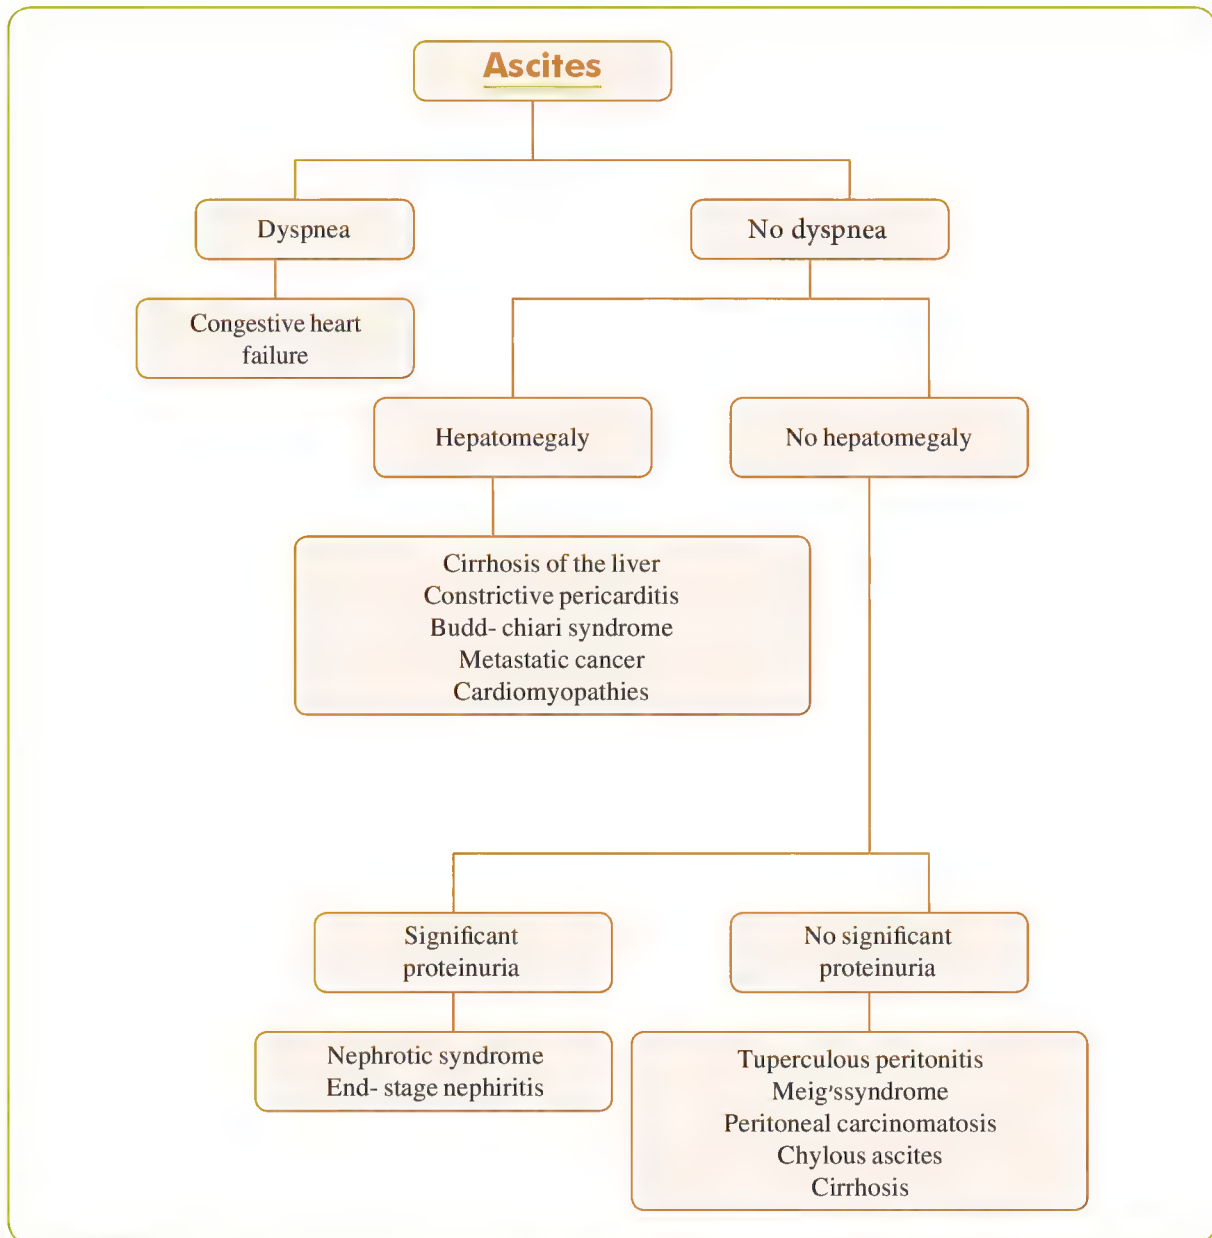 Ascites
Dyspnea
No dyspnea
Congestive heart
failure
Hepatomegaly
No hepatomegaly
Cirrhosis of the liver
Constrictive pericarditis
Budd- chiari syndrome
Metastatic cancer
Cardiomyopathies
Significant
proteinuria
No significant
proteinuria
Nephrotic syndrome
End- stage nephiritis
Tuperculous peritonitis
Meig'ssyndrome
Peritoneal carcinomatosis
Chylous ascites
Cirrhosis